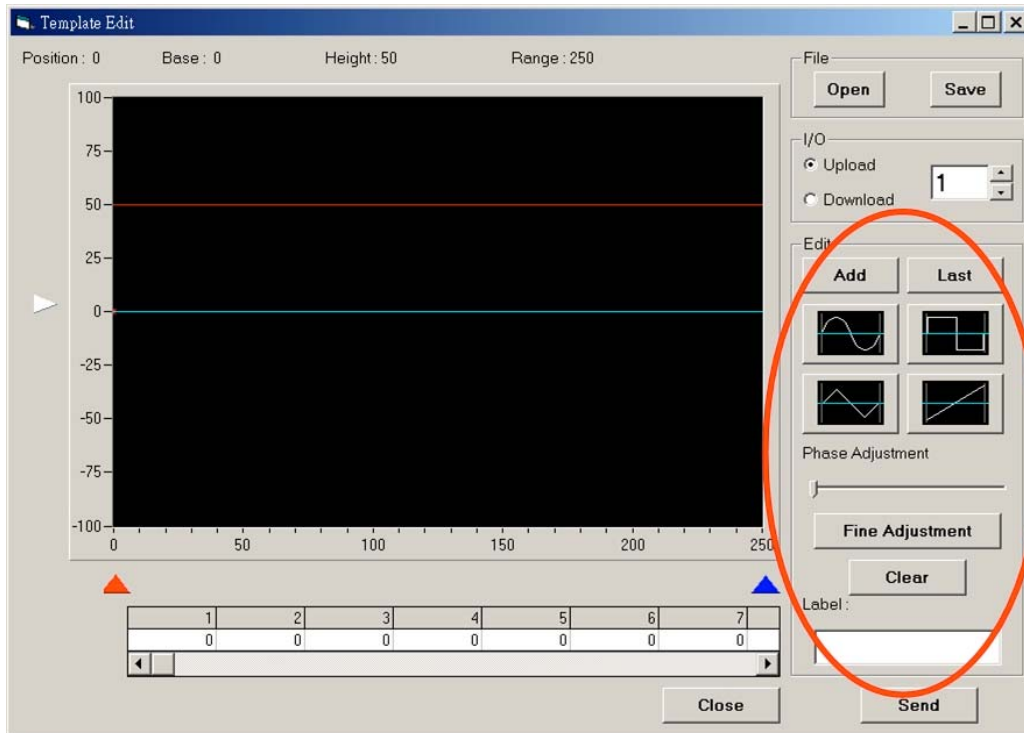 Template Edit
Position : 0 Base : 0 Height : 50 Range : 250
100
75
50
25
0
-25
-50
-75
-100
0 50 100 150 200 250
1 2 3 4 5 6 7
0 0 0 0 0 0 0
Close
File
Open Save
I/O
Upload
1
Download
Edit
Add Last
Phase Adjustment
Fine Adjustment
Clear
Label :
Send